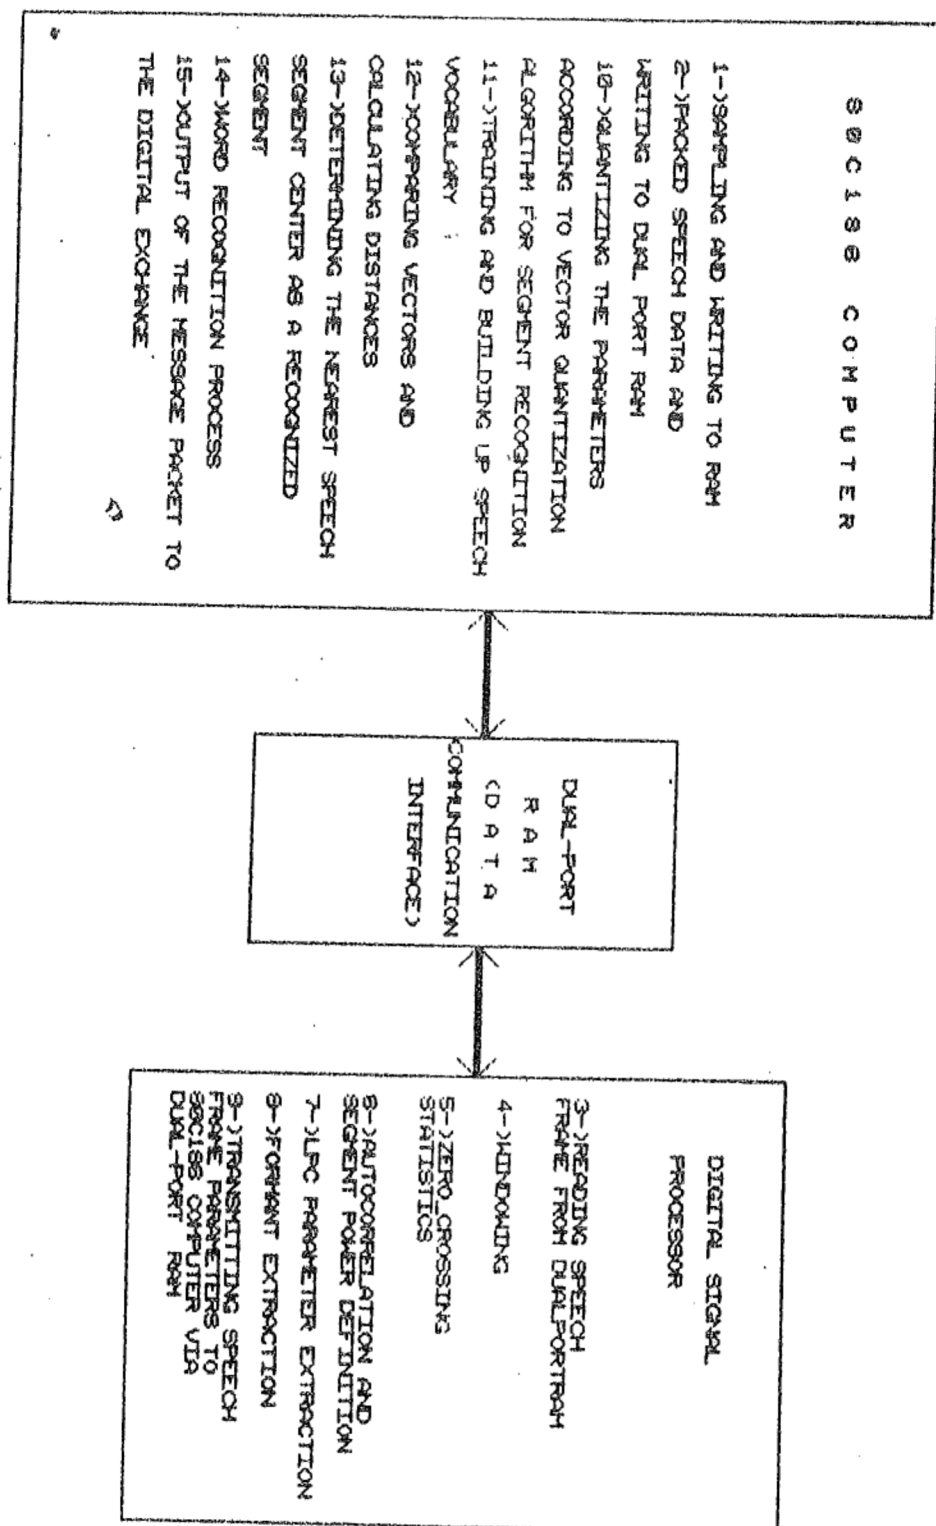 80C188 COMPUTER
1->SAMPLING AND WRITING TO RAM
2->PACKED SPEECH DATA AND
WRITING TO DUAL PORT RAM
10->QUANTIZING THE PARAMETERS
ACCORDING TO VECTOR QUANTIZATION
ALGORITHM FOR SEGMENT RECOGNITION
11->TRAINING AND BUILDING UP SPEECH
VOCABULARY
12->COMPARING VECTORS AND
CALCULATING DISTANCES
13->DETERMINING THE NEAREST SPEECH
SEGMENT CENTER AS A RECOGNIZED
SEGMENT
14->WORD RECOGNITION PROCESS
15->OUTPUT OF THE MESSAGE PACKET TO
THE DIGITAL EXCHANGE
DUAL-PORT
RAM
(DATA
COMMUNICATION
INTERFACE)
DIGITAL SIGNAL
PROCESSOR
3->READING SPEECH
FRAME FROM DUALPORTRAM
4->WINDOWING
5->ZERO_CROSSING
STATISTICS
6->AUTOCORRELATION AND
SEGMENT POWER DEFINITION
7->LPC PARAMETER EXTRACTION
8->FORMANT EXTRACTION
9->TRANSMITTING SPEECH
FRAME PARAMETERS TO
80C188 COMPUTER VIA
DUAL-PORT RAM